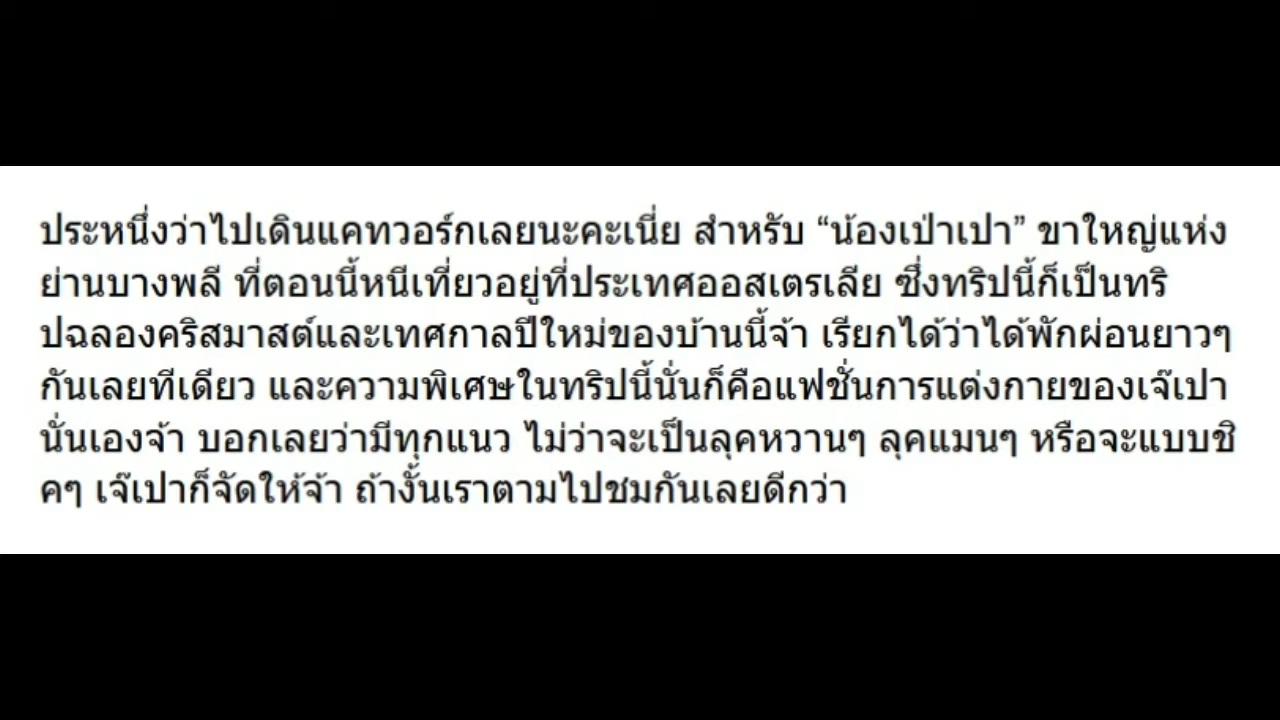 ประหนึ่งว่าไปเดินแคทวอร์กเลยนะคะเนี่ย สำหรับ “น้องเป่าเปา” ขาใหญ่แห่ง
ย่านบางพลี ที่ตอนนี้หนีเที่ยวอยู่ที่ประเทศออสเตรเลีย ซึ่งทริปนี้ก็เป็นทริ
ปฉลองคริสมาสต์และเทศกาลปีใหม่ของบ้านนี้จ้า เรียกได้ว่าได้พักผ่อนยาวๆ
กันเลยทีเดียว และความพิเศษในทริปนี้นั่นก็คือแฟชั่นการแต่งกายของเจ๊เปา
นั่นเองจ้า บอกเลยว่ามีทุกแนว ไม่ว่าจะเป็นลุคหวานๆ ลุคแมนๆ หรือจะแบบชิ
คๆ เจ๊เปาก็จัดให้จ้า ถ้างั้นเราตามไปชมกันเลยดีกว่า